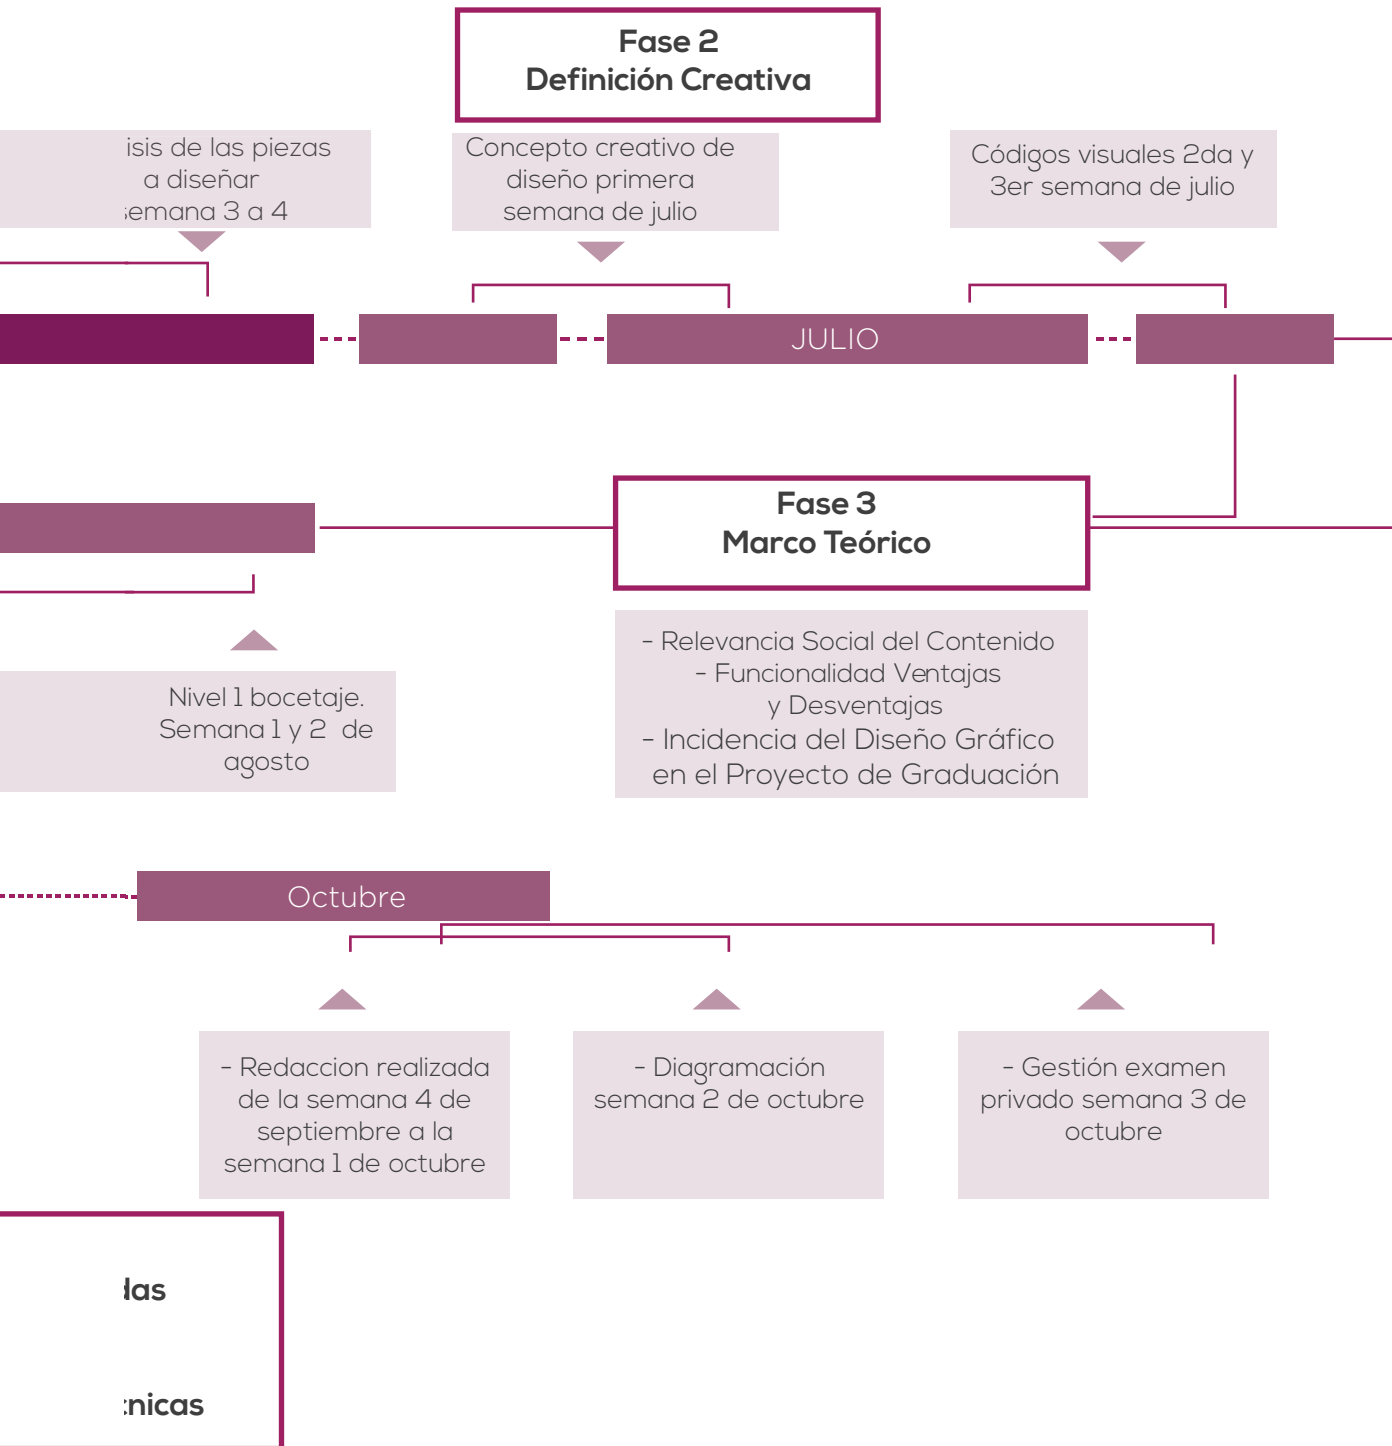 Fase 2
Definición Creativa
de las piezas
a diseñar
3 a 4
Concepto creativo de
diseño primera
semana de julio
Códigos visuales 2da y
3er semana de julio
JULIO
Fase 3
Marco Teórico
- Relevancia Social del Contenido
- Funcionalidad Ventajas
y Desventajas
- Incidencia del Diseño Gráfico
en el Proyecto de Graduación
Nivel 1 bocetaje.
Semana 1 y 2 de
agosto
Octubre
- Redaccion realizada
de la semana 4 de
septiembre a la
semana 1 de octubre
- Diagramación
semana 2 de octubre
- Gestión examen
privado semana 3 de
octubre